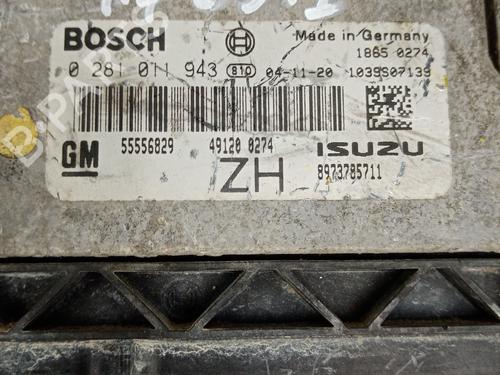 BOSCH
Made in Germany
1865 0274
0 281 011 943 810 04-11-20 1039S07139
GM 55556829 49120 0274 ISUZU
ZH 8973785711